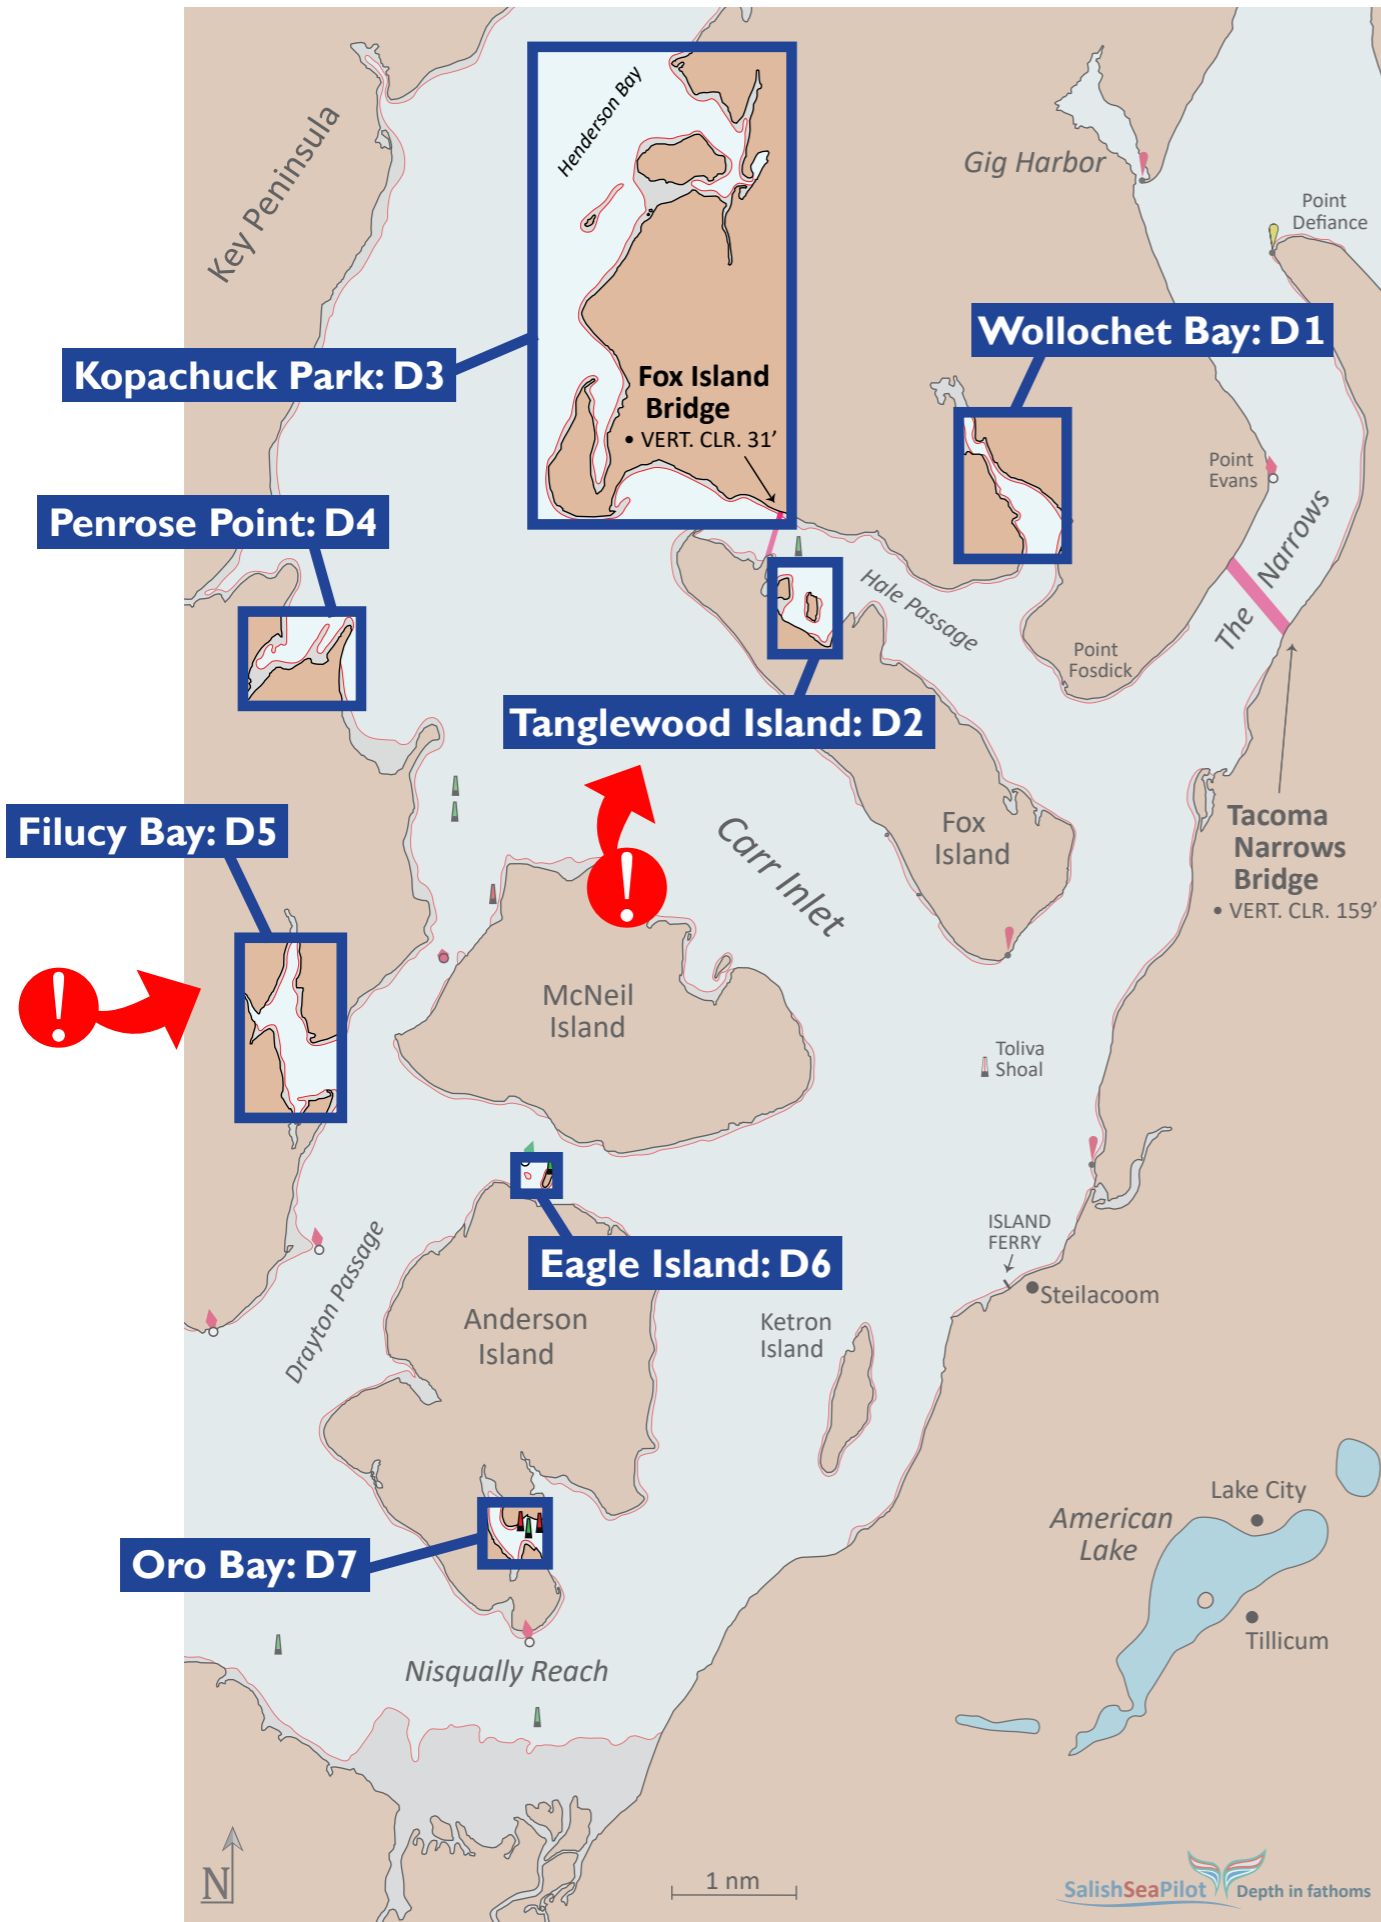 Henderson Bay
Key Peninsula
Gig Harbor
Point
Defiance
Wollochet Bay: D1
Kopachuck Park: D3
Fox Island
Bridge
• VERT. CLR. 31’
Point
Evans
Penrose Point: D4
The Narrows
Hale Passage
Point
Fosdick
Tanglewood Island: D2
Filucy Bay: D5
Carr Inlet
Fox
Island
Tacoma
Narrows
Bridge
• VERT. CLR. 159’
!
!
McNeil
Island
Toliva
Shoal
ISLAND
FERRY
Eagle Island: D6
Steilacoom
Drayton Passage
Anderson
Island
Ketron
Island
Lake City
American
Lake
Oro Bay: D7
Tillicum
Nisqually Reach
N
1 nm
SalishSeaPilot
Depth in fathoms